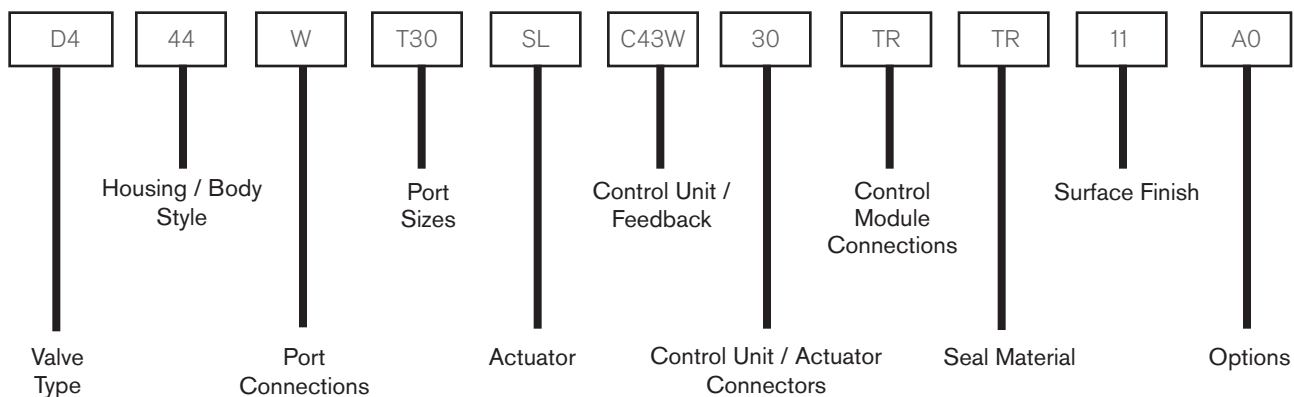 D4 44 W T30 SL C43W 30 TR TR 11 A0
Housing / Body
Style
Port
Sizes
Control Unit /
Feedback
Control
Module
Connections
Surface Finish
Valve
Type
Port
Connections
Actuator
Control Unit / Actuator
Connectors
Seal Material
Options